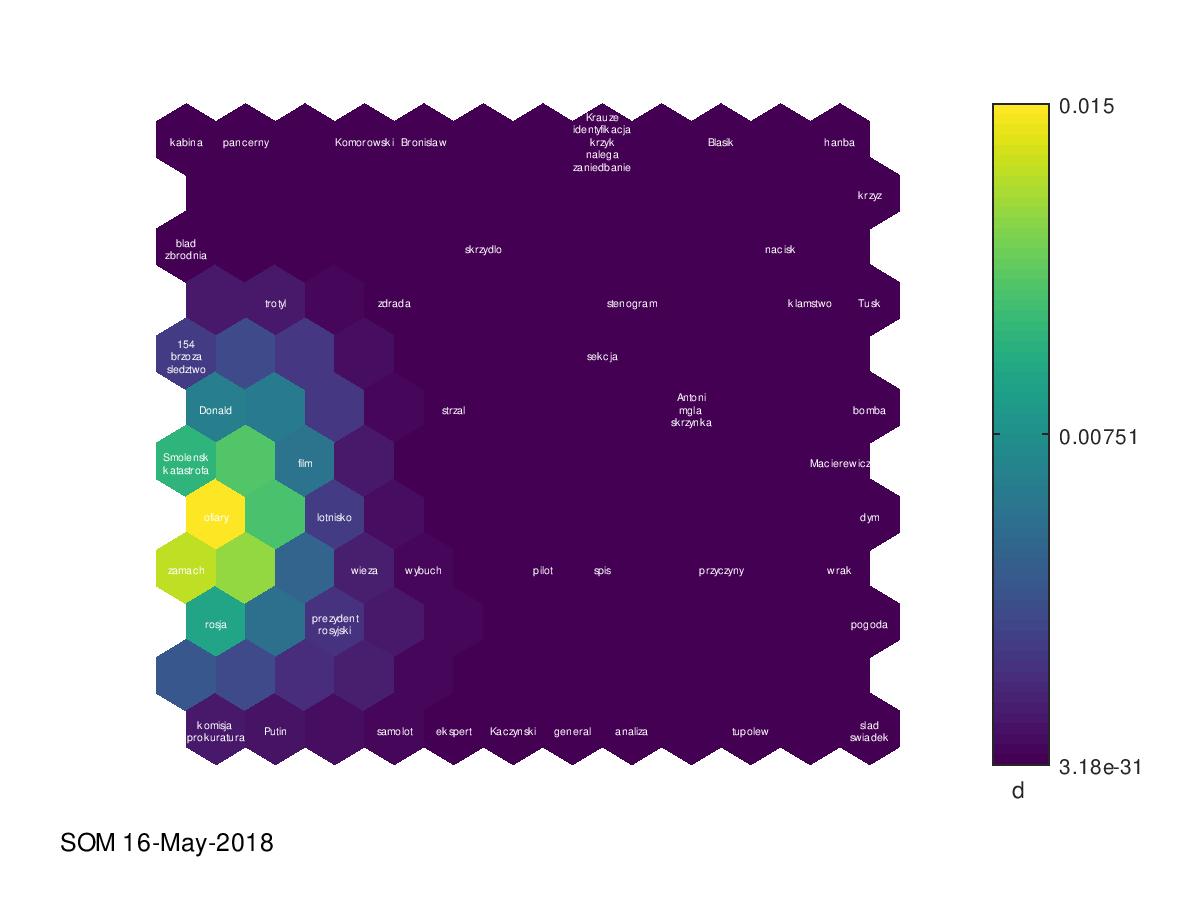 0.015
Krauze
identyfikacja
kabina pancerny Komorowski Bronislaw krzyk Blasik hanba
nalega
zaniedbanie
krzyz
blad
zbrodnia
skrzydlo nacisk
trotyl zdrada stenogram klamstwo Tusk
154
brzoza
sledztwo
sekcja
Donald strzal
Antoni
mgla
skrzynka
bomba
0.00751
Smolensk
katastrofa
film Macierewicz
ofiary lotnisko dym
zamach wieza wybuch pilot spis przyczyny wrak
rosja
prezydent
rosyjski
pogoda
komisja
prokuratura
Putin samolot ekspert Kaczynski general analiza tupolew
slad
swiadek
3.18e-31
d
SOM 16-May-2018